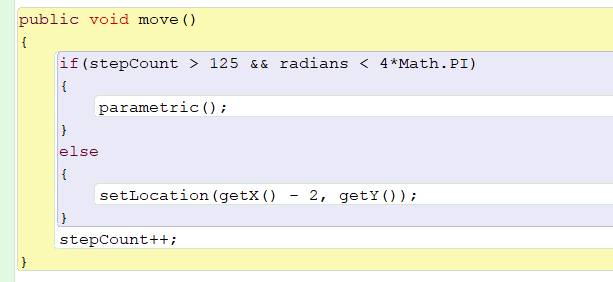 public void move()
{
if(stepCount > 125 && radians < 4*Math.PI)
{
parametric();
}
else
{
setLocation(getX() - 2, getY());
}
stepCount++;
}